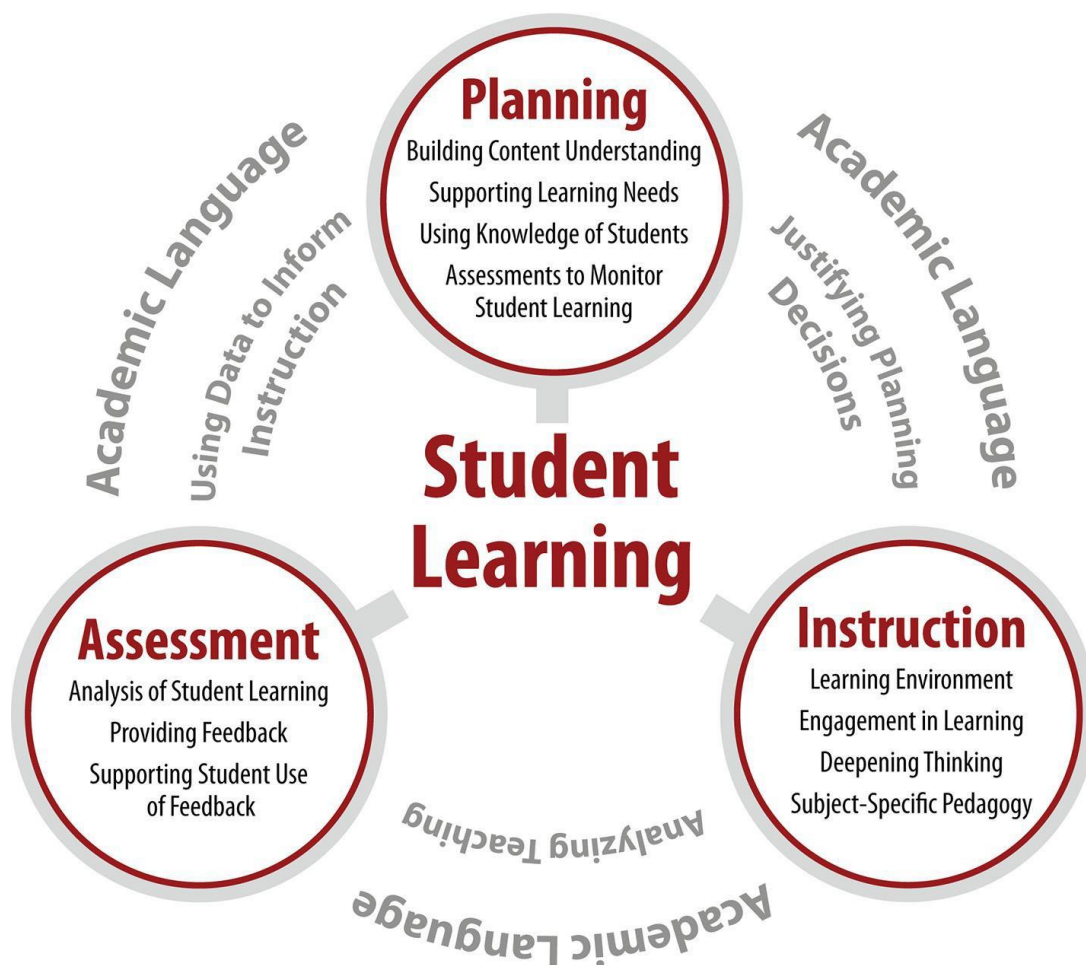 Planning
Building Content Understanding
Supporting Learning Needs
Using Knowledge of Students
Assessments to Monitor
Student Learning
Academic Language
Using Data to Inform
Instruction
Academic Language
Justifying Planning
Decisions
Student
Learning
Assessment
Analysis of Student Learning
Providing Feedback
Supporting Student Use
of Feedback
Instruction
Learning Environment
Engagement in Learning
Deepening Thinking
Subject-Specific Pedagogy
Analyzing Teaching
Academic Language